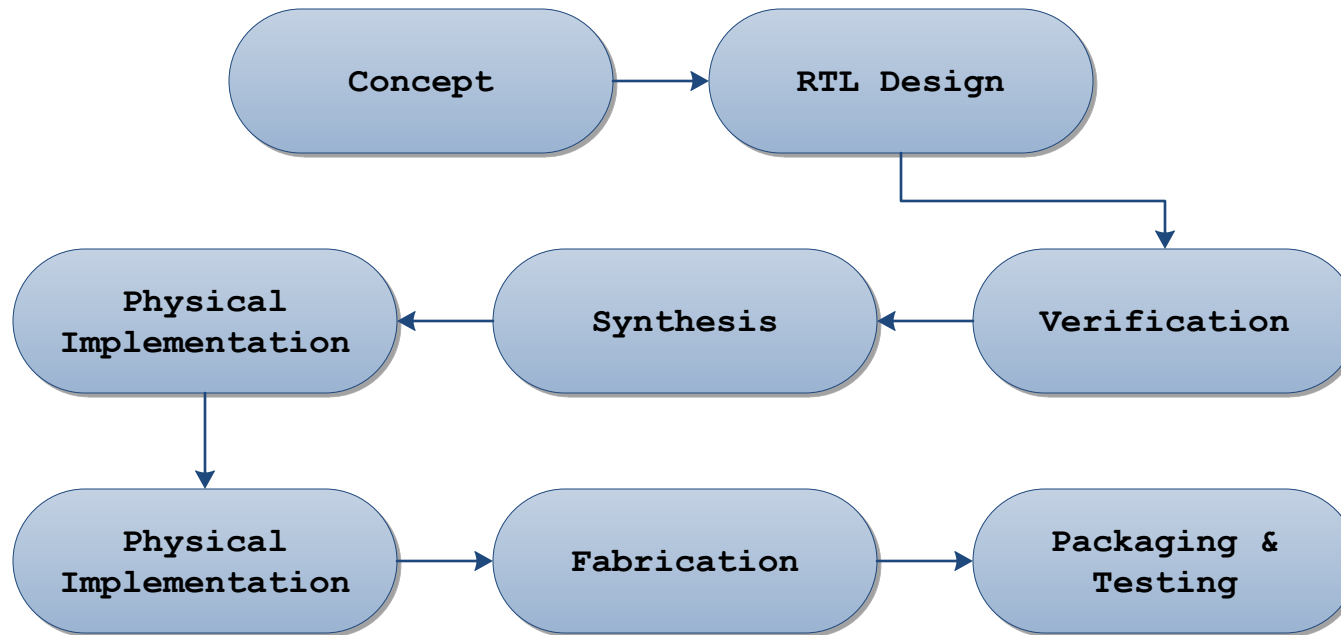 Concept
RTL Design
Physical
Implementation
Synthesis
Verification
Physical
Implementation
Fabrication
Packaging &
Testing